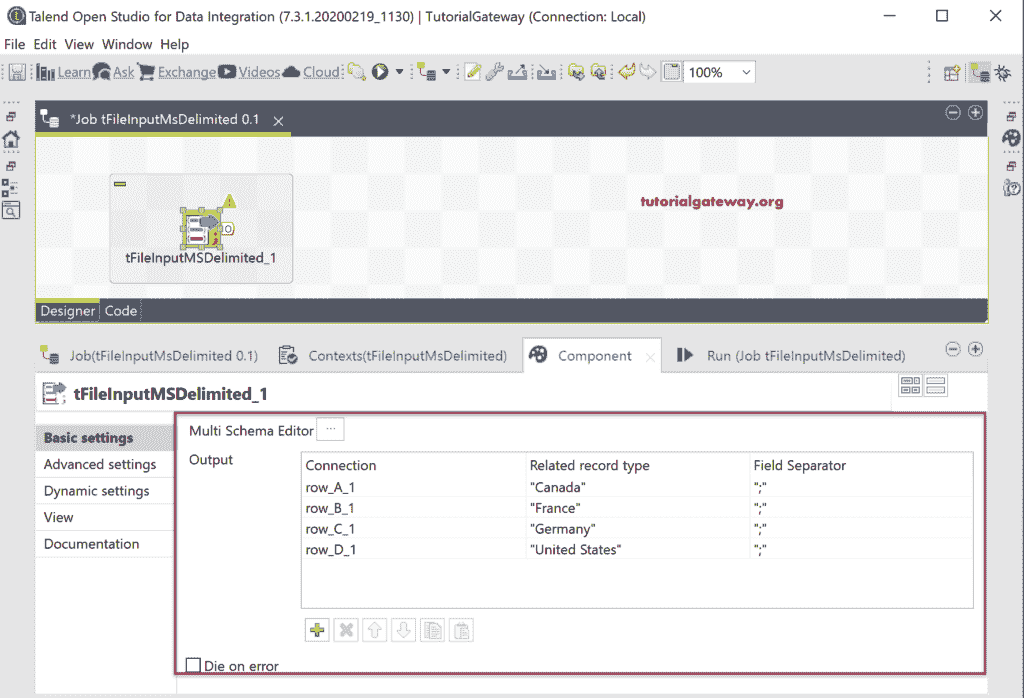 Talend Open Studio for Data Integration (7.3.1.20200219_1130) | TutorialGateway (Connection: Local)
File Edit View Window Help
Learn Ask Exchange Videos Cloud 100%
*Job tFileInputMsDelimited 0.1
tutorialgateway.org
tFileInputMSDelimited_1
Designer Code
Job(tFileInputMsDelimited 0.1) Contexts(tFileInputMsDelimited) Component Run (Job tFileInputMsDelimited)
tFileInputMSDelimited_1
Basic settings
Advanced settings
Dynamic settings
View
Documentation
Multi Schema Editor ...
Output
Connection Related record type Field Separator
row_A_1 "Canada" ";"
row_B_1 "France" ";"
row_C_1 "Germany" ";"
row_D_1 "United States" ";"
Die on error